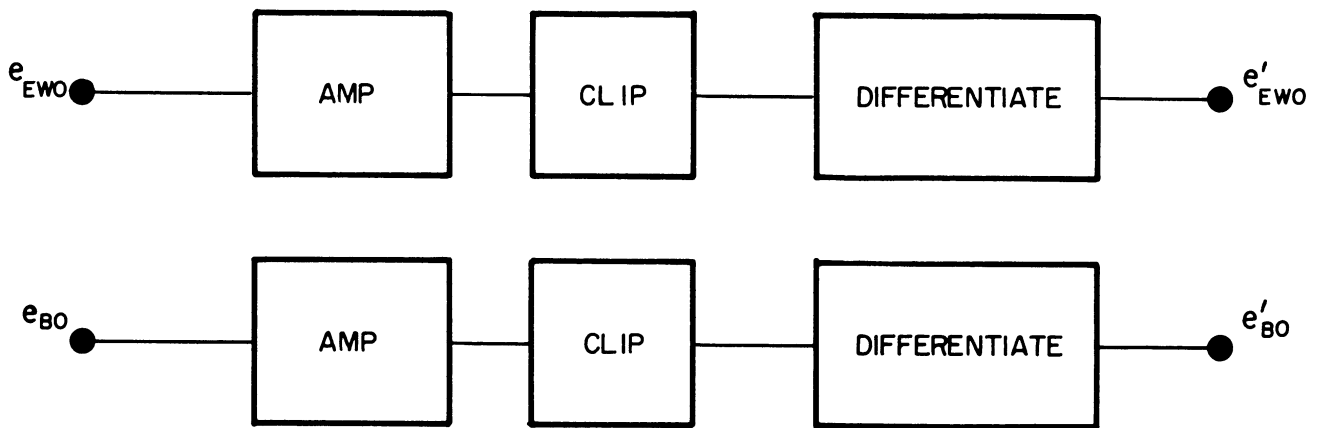 e_EWO AMP CLIP DIFFERENTIATE e'_EWO
e_BO AMP CLIP DIFFERENTIATE e'_BO